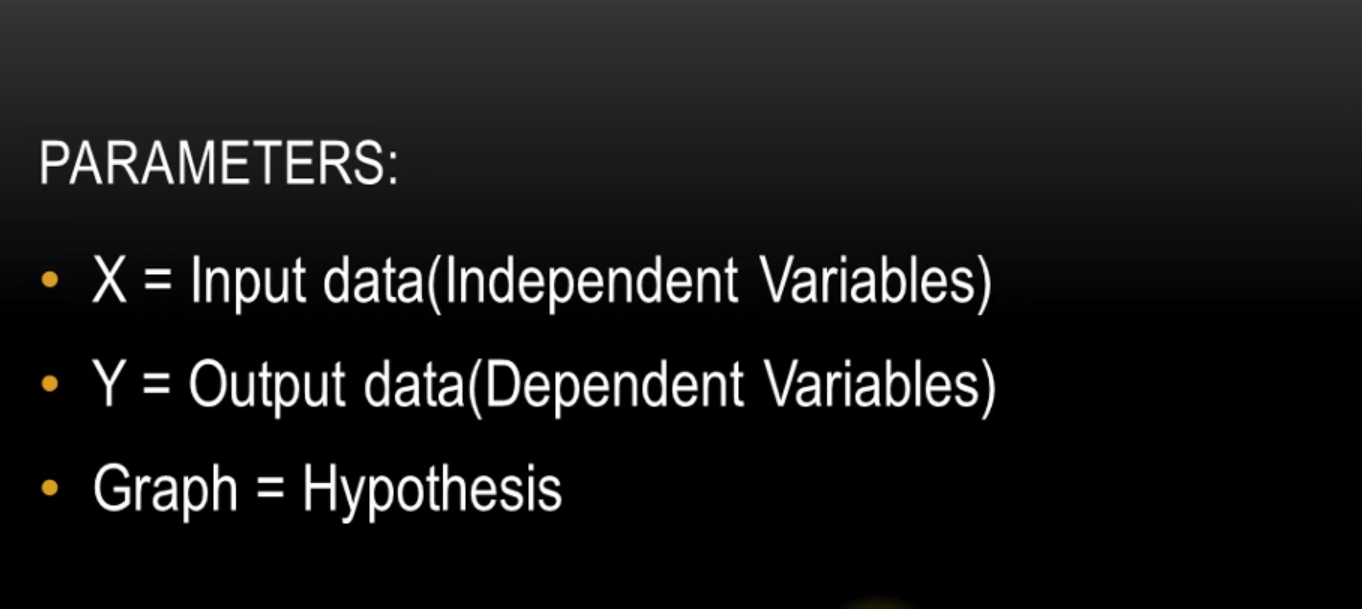 PARAMETERS:
• X = Input data(Independent Variables)
• Y = Output data(Dependent Variables)
• Graph = Hypothesis